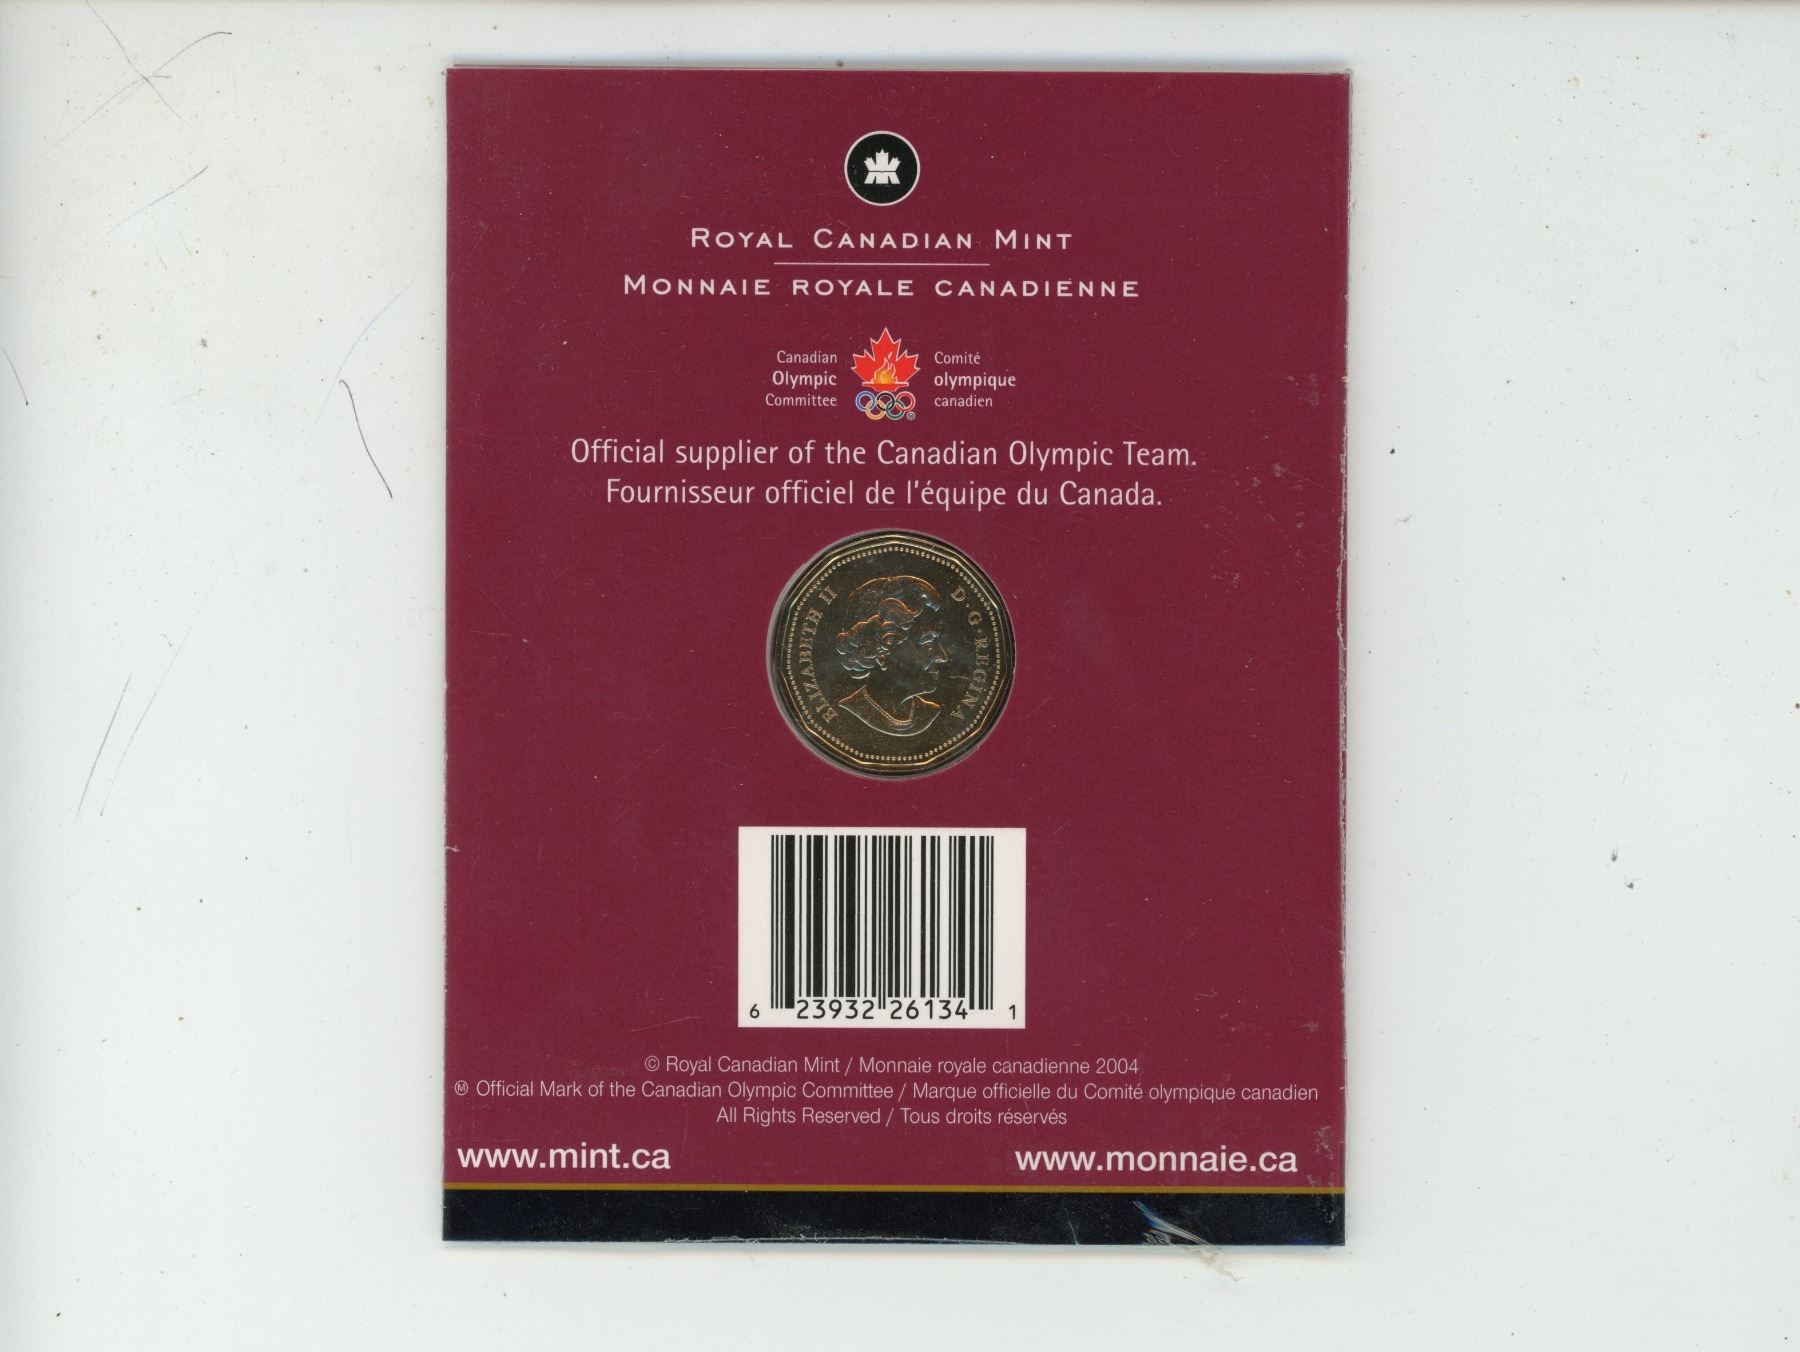 ROYAL CANADIAN MINT
MONNAIE ROYALE CANADIENNE
Canadian
Olympic
Committee
Comité
olympique
canadien
Official supplier of the Canadian Olympic Team.
Fournisseur officiel de l'équipe du Canada.
ELIZABETH II D·G·REGINA
6 23932 26134 1
© Royal Canadian Mint / Monnaie royale canadienne 2004
Ⓜ Official Mark of the Canadian Olympic Committee / Marque officielle du Comité olympique canadien
All Rights Reserved / Tous droits réservés
www.mint.ca www.monnaie.ca